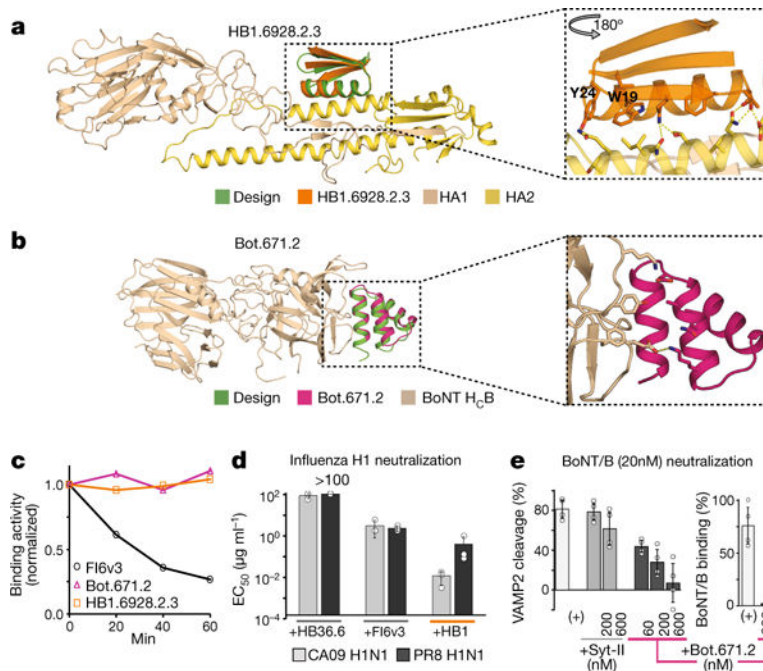 a
HB1.6928.2.3
180°
Y24
W19
Design HB1.6928.2.3 HA1 HA2
b
Bot.671.2
Design Bot.671.2 BoNT HCB
c
Binding activity
(normalized)
1.0
0.5
0.0
FI6v3
Bot.671.2
HB1.6928.2.3
0 20 40 60
Min
d
Influenza H1 neutralization
>100
EC50 (µg ml–1)
10²
10⁰
10–2
10–4
+HB36.6 +FI6v3 +HB1
CA09 H1N1 PR8 H1N1
e
BoNT/B (20nM) neutralization
VAMP2 cleavage (%)
80
40
0
(+)
200
600
60
200
600
+Syt-II
(nM)
+Bot.671.2
(nM)
BoNT/B binding (%)
100
50
0
(+)